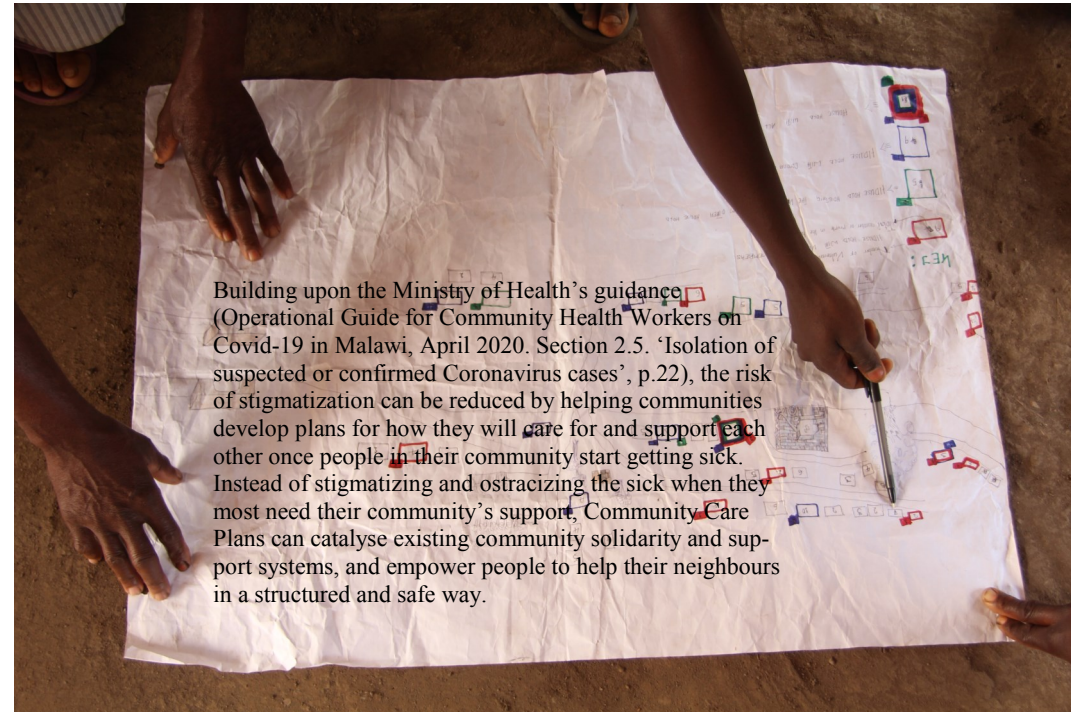 Building upon the Ministry of Health’s guidance
(Operational Guide for Community Health Workers on
Covid-19 in Malawi, April 2020. Section 2.5. ‘Isolation of
suspected or confirmed Coronavirus cases’, p.22), the risk
of stigmatization can be reduced by helping communities
develop plans for how they will care for and support each
other once people in their community start getting sick.
Instead of stigmatizing and ostracizing the sick when they
most need their community’s support, Community Care
Plans can catalyse existing community solidarity and sup-
port systems, and empower people to help their neighbours
in a structured and safe way.
KEY: